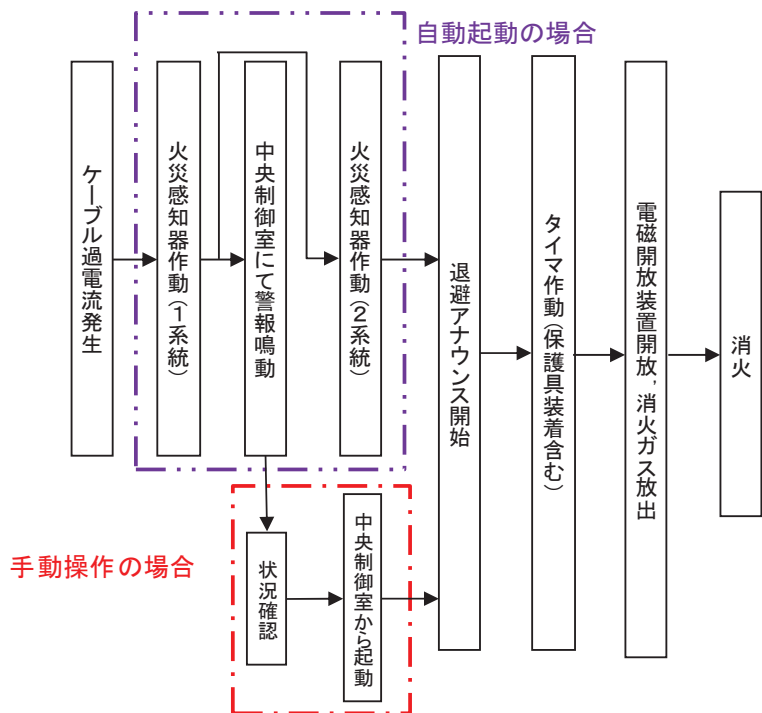 自動起動の場合
ケーブル過電流発生
火災感知器作動(1系統)
中央制御室にて警報鳴動
火災感知器作動(2系統)
退避アナウンス開始
タイマ作動(保護具装着含む)
電磁開放装置開放,消火ガス放出
消火
手動操作の場合
状況確認
中央制御室から起動